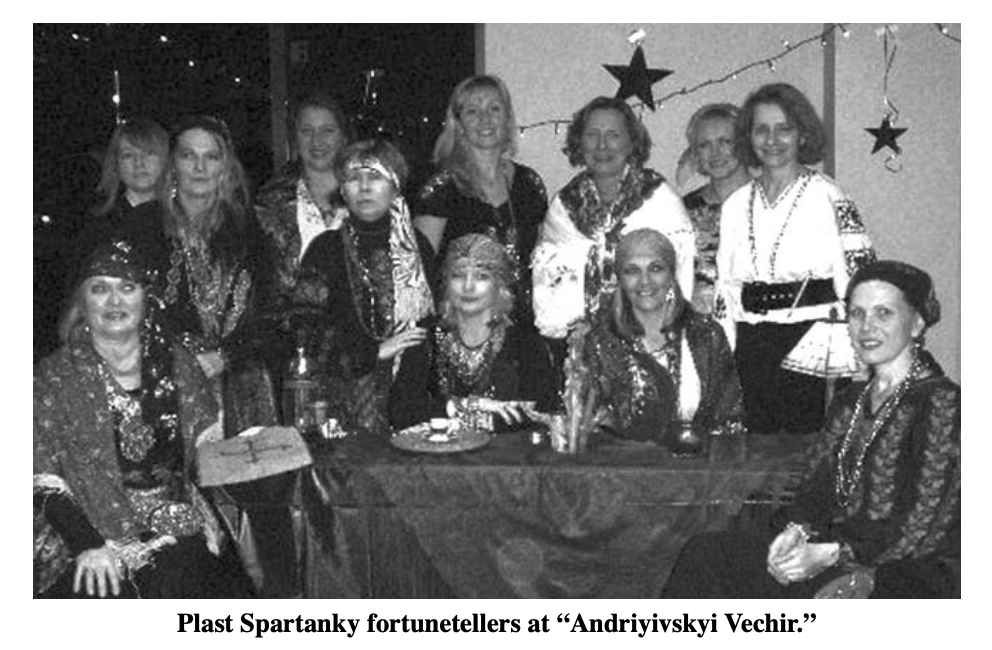 Plast Spartanky fortunetellers at “Andriyivskyi Vechir.”